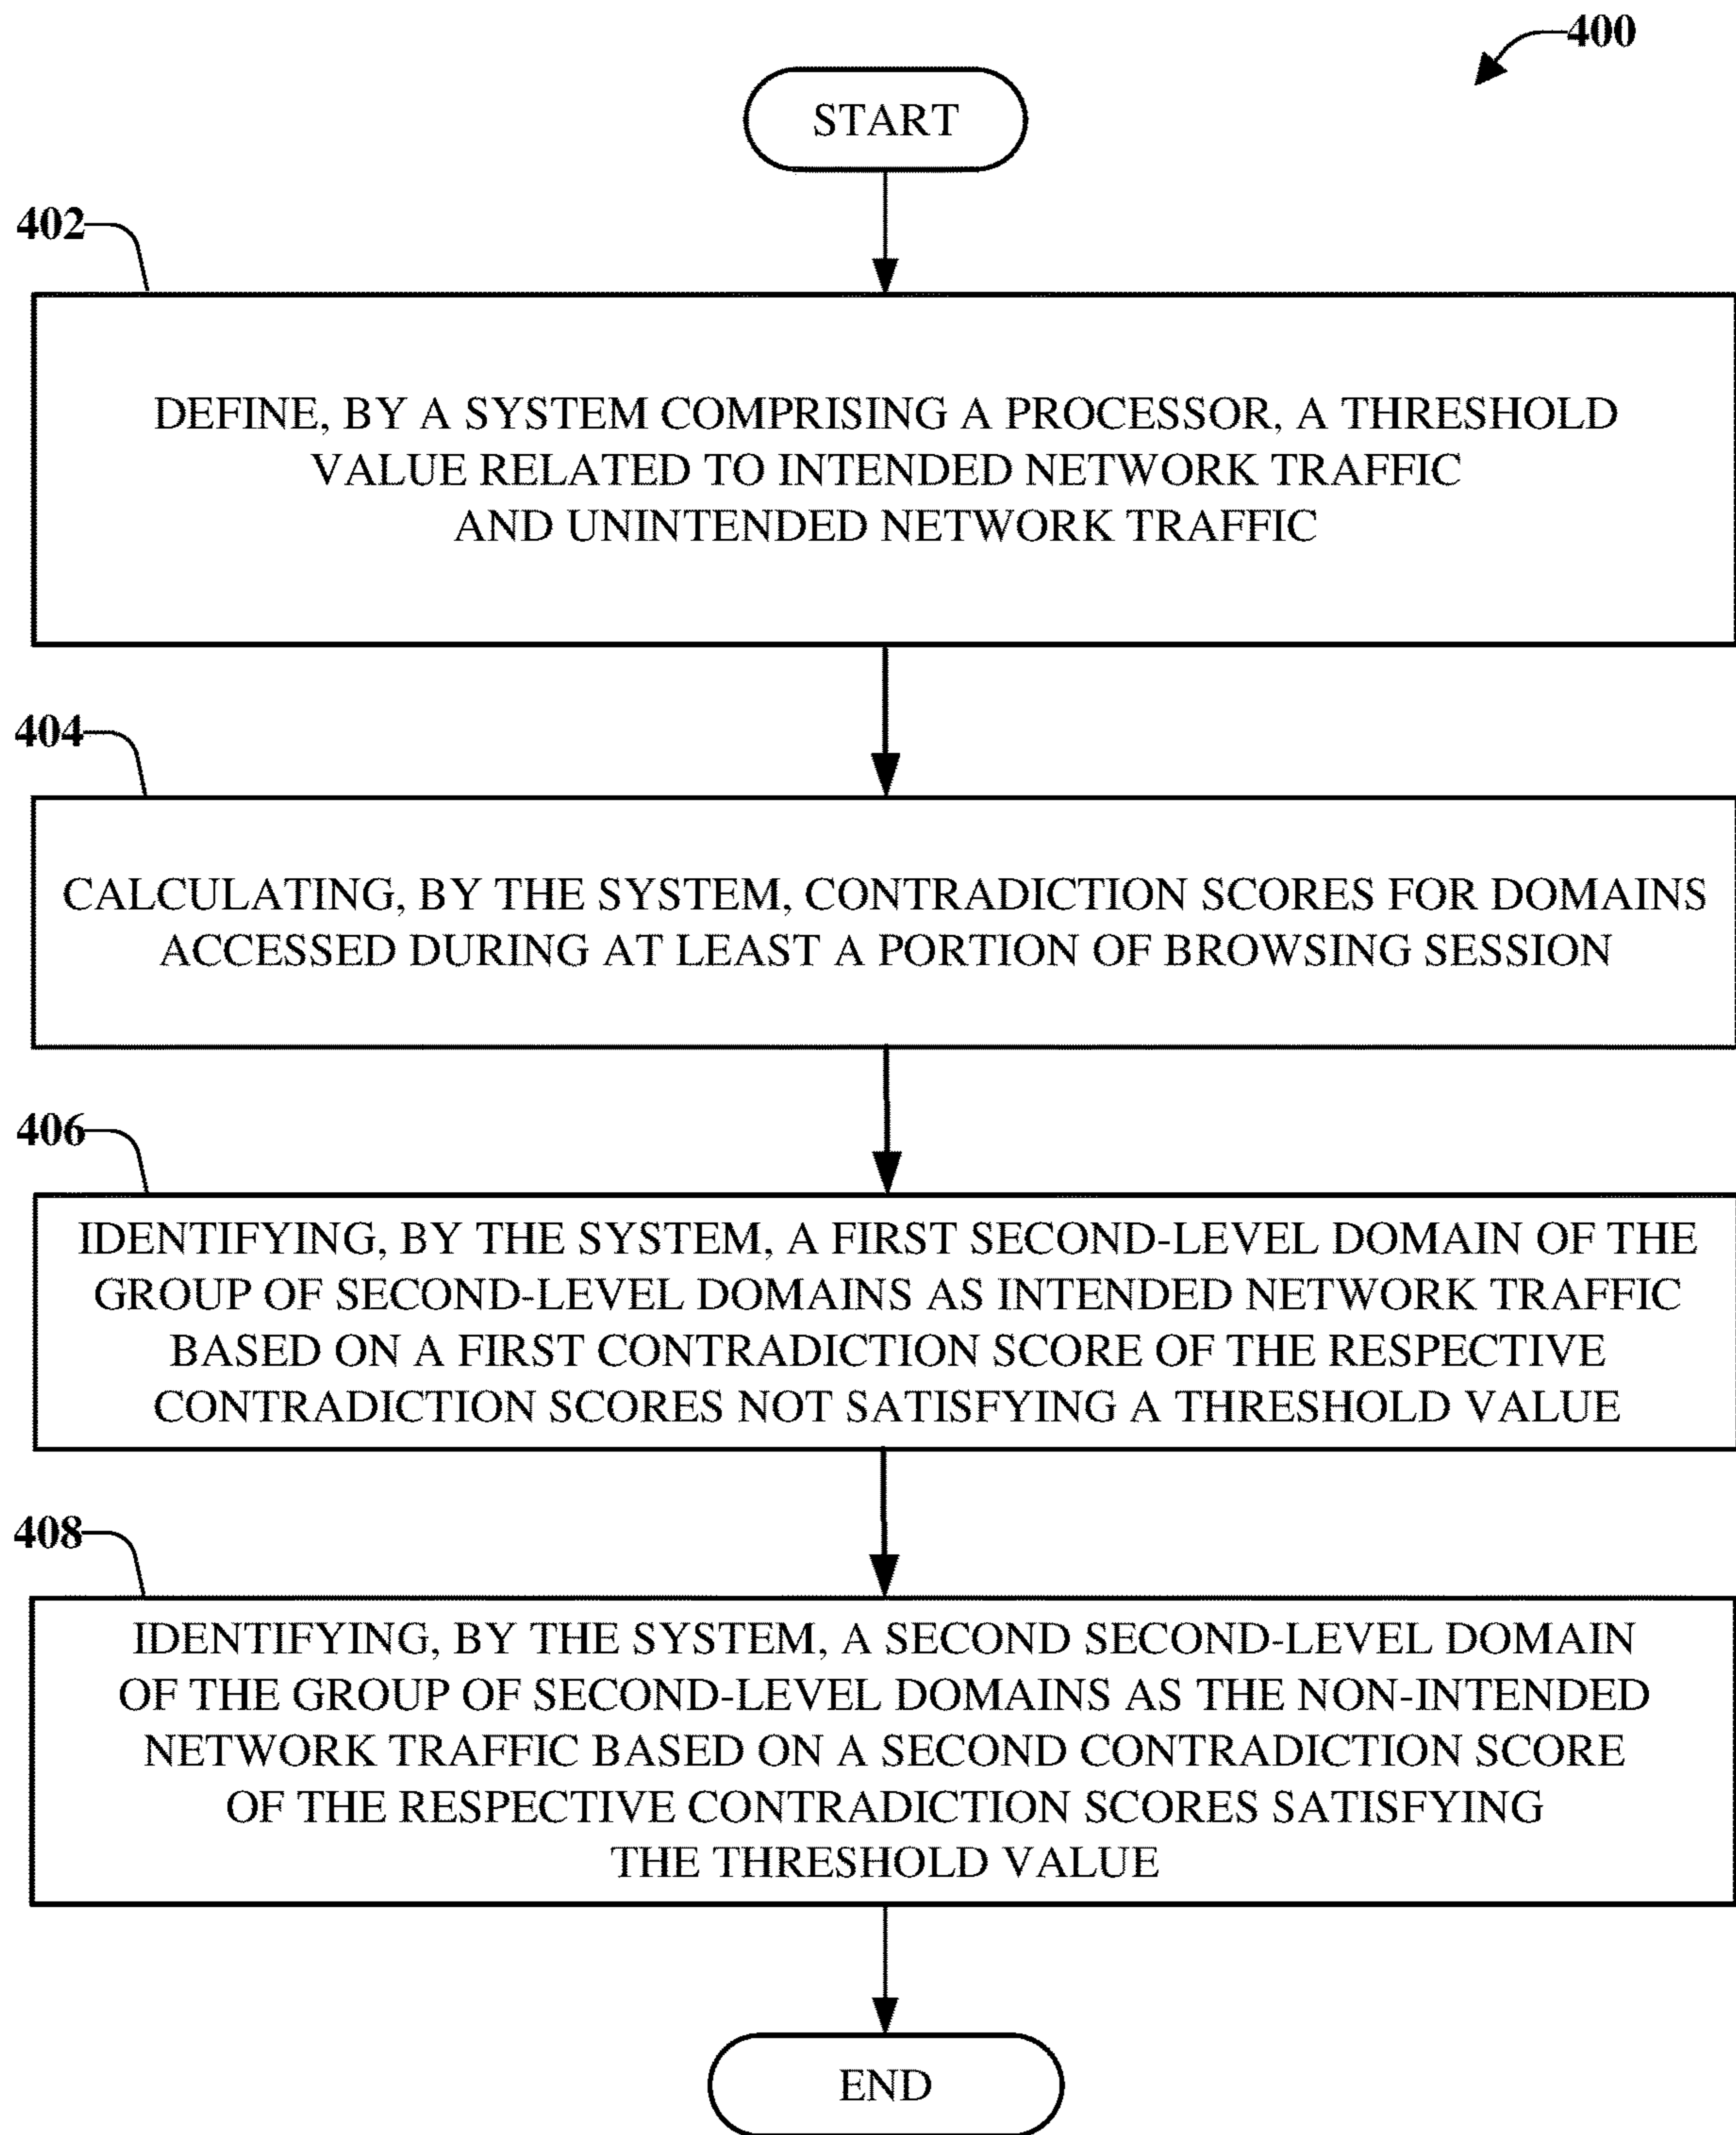 400
START
402
DEFINE, BY A SYSTEM COMPRISING A PROCESSOR, A THRESHOLD
VALUE RELATED TO INTENDED NETWORK TRAFFIC
AND UNINTENDED NETWORK TRAFFIC
404
CALCULATING, BY THE SYSTEM, CONTRADICTION SCORES FOR DOMAINS
ACCESSED DURING AT LEAST A PORTION OF BROWSING SESSION
406
IDENTIFYING, BY THE SYSTEM, A FIRST SECOND-LEVEL DOMAIN OF THE
GROUP OF SECOND-LEVEL DOMAINS AS INTENDED NETWORK TRAFFIC
BASED ON A FIRST CONTRADICTION SCORE OF THE RESPECTIVE
CONTRADICTION SCORES NOT SATISFYING A THRESHOLD VALUE
408
IDENTIFYING, BY THE SYSTEM, A SECOND SECOND-LEVEL DOMAIN
OF THE GROUP OF SECOND-LEVEL DOMAINS AS THE NON-INTENDED
NETWORK TRAFFIC BASED ON A SECOND CONTRADICTION SCORE
OF THE RESPECTIVE CONTRADICTION SCORES SATISFYING
THE THRESHOLD VALUE
END